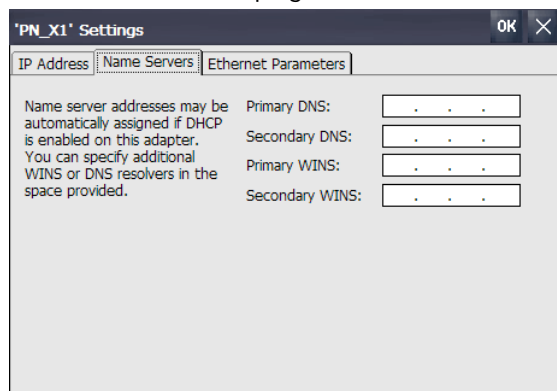 'PN_X1' Settings OK
IP Address Name Servers Ethernet Parameters
Name server addresses may be
automatically assigned if DHCP
is enabled on this adapter.
You can specify additional
WINS or DNS resolvers in the
space provided.
Primary DNS: . . .
Secondary DNS: . . .
Primary WINS: . . .
Secondary WINS: . . .